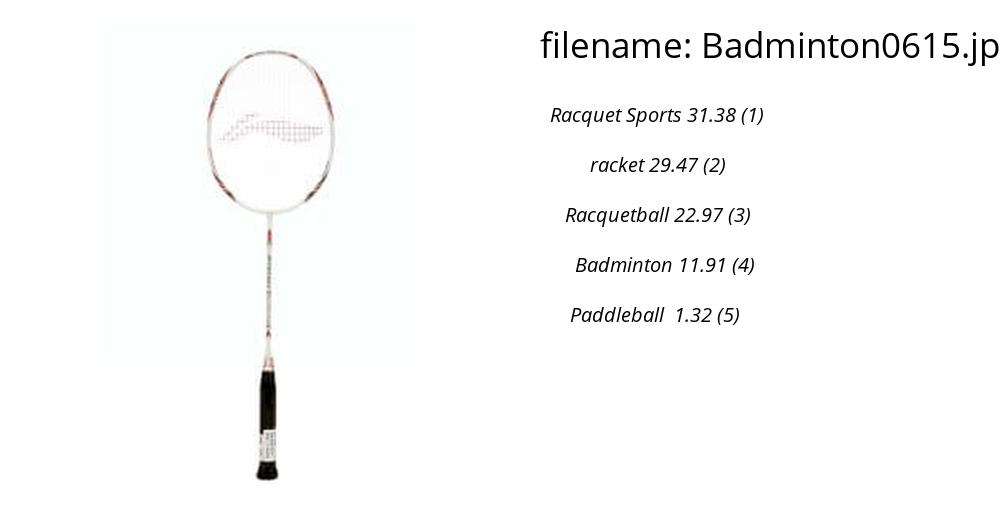 filename: Badminton0615.jp
Racquet Sports 31.38 (1)
racket 29.47 (2)
Racquetball 22.97 (3)
Badminton 11.91 (4)
Paddleball 1.32 (5)